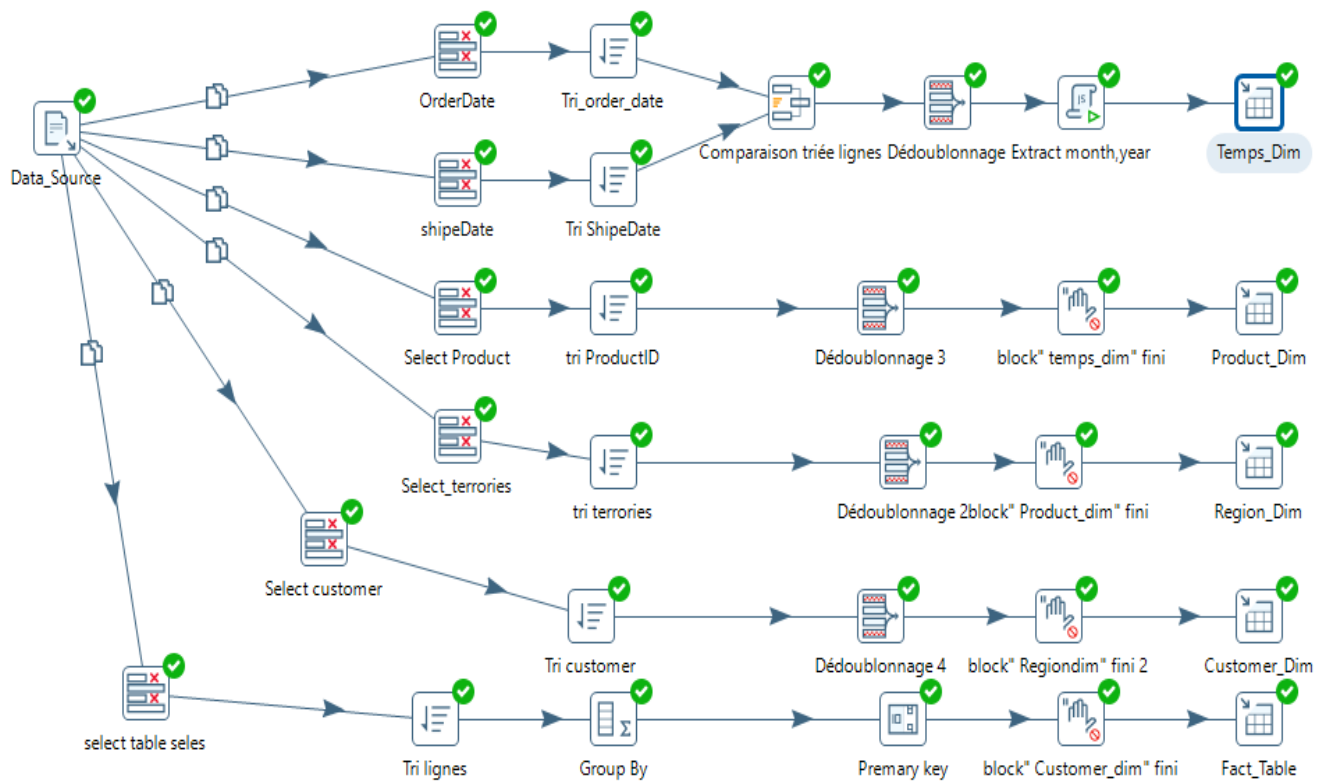 OrderDate
Tri_order_date
Data_Source
Comparaison triée lignes
Dédoublonnage
Extract month,year
Temps_Dim
shipeDate
Tri ShipeDate
Select Product
tri ProductID
Dédoublonnage 3
block" temps_dim" fini
Product_Dim
Select_terrories
tri terrories
Dédoublonnage 2
block" Product_dim" fini
Region_Dim
Select customer
Tri customer
Dédoublonnage 4
block" Regiondim" fini 2
Customer_Dim
select table seles
Tri lignes
Group By
Premary key
block" Customer_dim" fini
Fact_Table